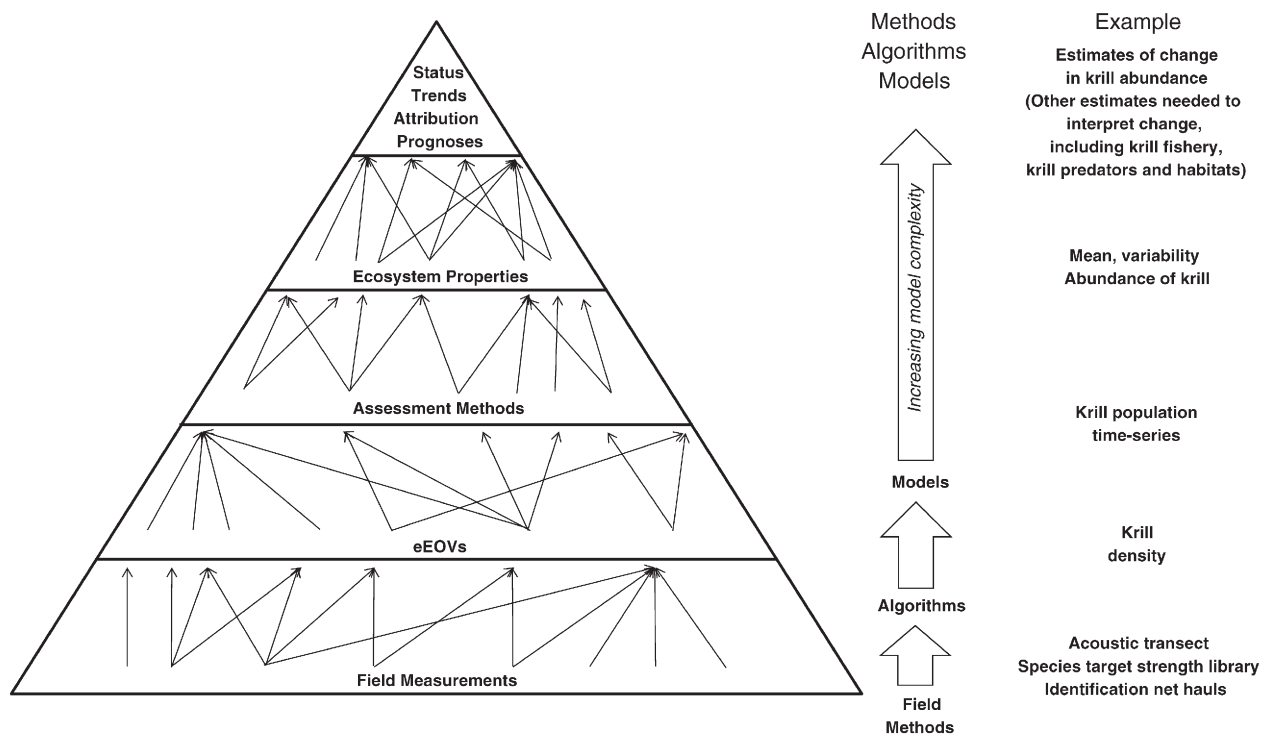 Status
Trends
Attribution
Prognoses
Ecosystem Properties
Assessment Methods
eEOVs
Field Measurements
Methods
Algorithms
Models
Increasing model complexity
Models
Algorithms
Field
Methods
Example
Estimates of change
in krill abundance
(Other estimates needed to
interpret change,
including krill fishery,
krill predators and habitats)
Mean, variability
Abundance of krill
Krill population
time-series
Krill
density
Acoustic transect
Species target strength library
Identification net hauls